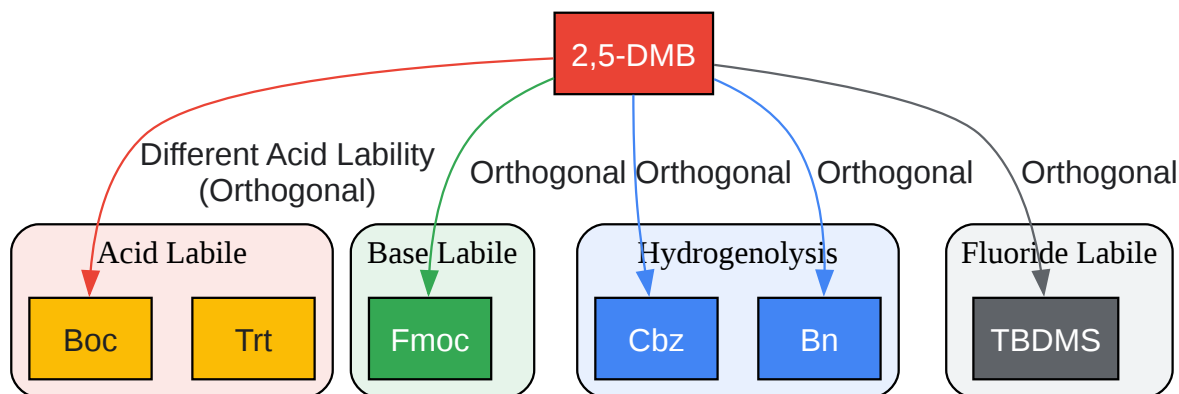 2,5-DMB
Different Acid Lability
(Orthogonal)
Orthogonal
Orthogonal
Orthogonal
Orthogonal
Acid Labile
Base Labile
Hydrogenolysis
Fluoride Labile
Boc
Trt
Fmoc
Cbz
Bn
TBDMS